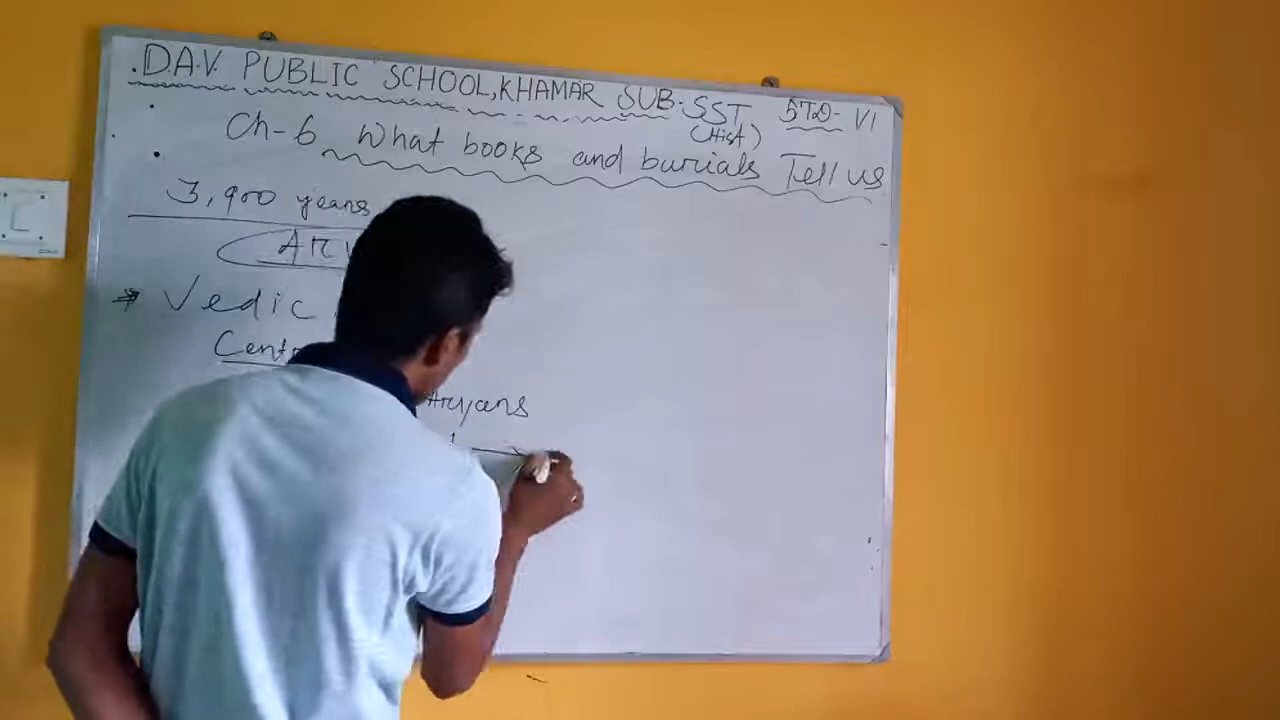 D.A.V. PUBLIC SCHOOL, KHAMAR SUB- SST STD- VI
(Hist)
Ch-6 What books and burials Tell us
3,900 years
Vedic
Aryans